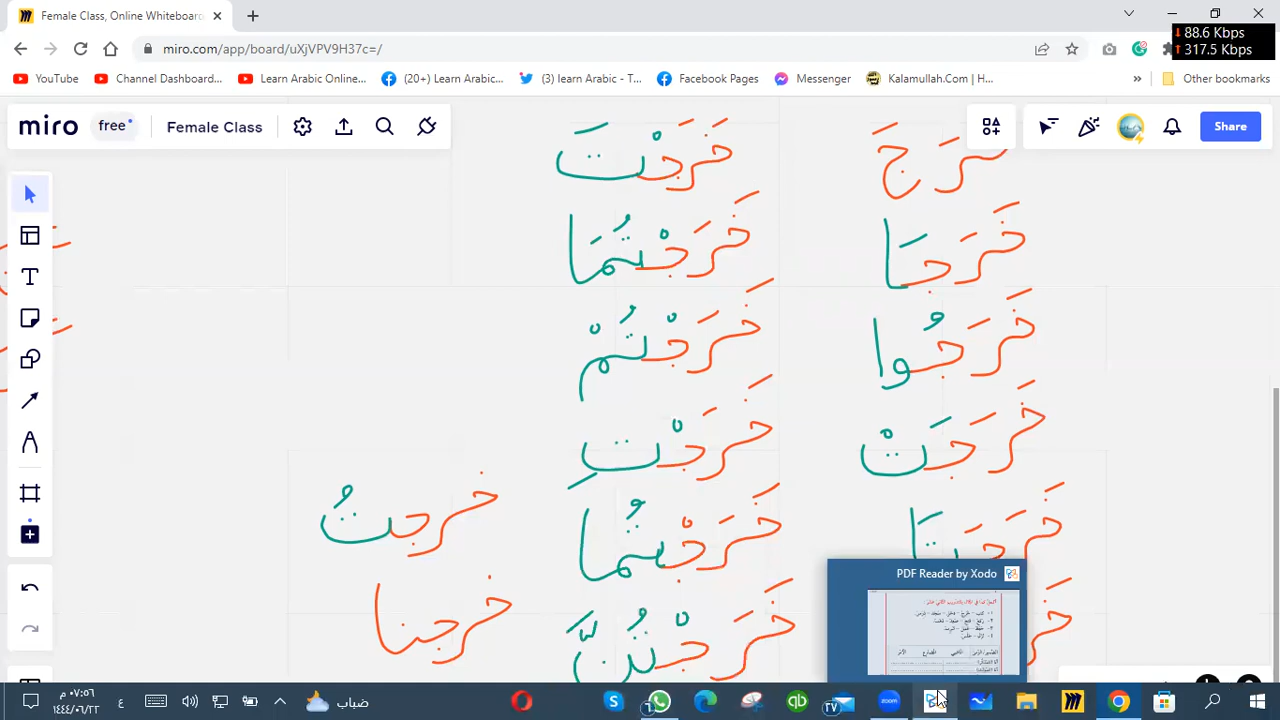 Female Class, Online Whiteboard
miro.com/app/board/uXjVPV9H37c=/
↓ 88.6 Kbps
↑ 317.5 Kbps
YouTube
Channel Dashboard...
Learn Arabic Online...
(20+) Learn Arabic...
(3) learn Arabic - T...
Facebook Pages
Messenger
Kalamullah.Com | H...
»
Other bookmarks
miro
free
Female Class
Share
خَرَجَ
خَرَجَا
خَرَجُوا
خَرَجَتْ
خَرَجَتَا
خَرَجْتَ
خَرَجْتُمَا
خَرَجْتُمْ
خَرَجْتِ
خَرَجْتُمَا
خَرَجْتُنَّ
خرجتُ
خرجنا
PDF Reader by Xodo
٠٧:٥٦ م
١٤٤٤/٠٦/٢٢
ع
ضباب
zoom